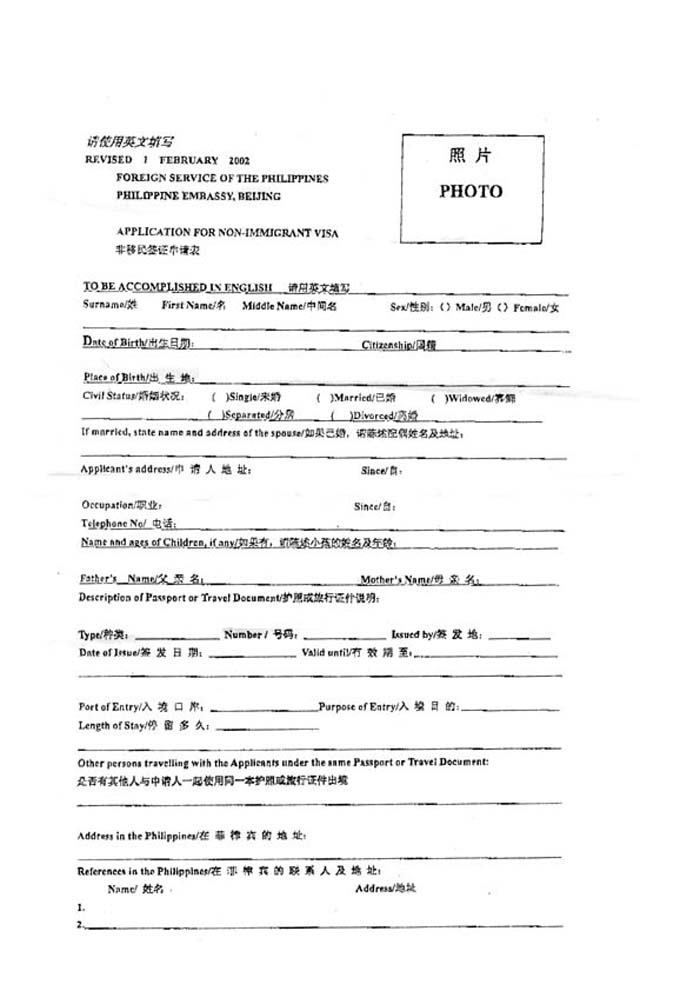 请使用英文填写
REVISED 1 FEBRUARY 2002
FOREIGN SERVICE OF THE PHILIPPINES
PHILIPPINE EMBASSY, BEIJING
照 片
PHOTO
APPLICATION FOR NON-IMMIGRANT VISA
非移民签证申请表
TO BE ACCOMPLISHED IN ENGLISH 请用英文填写
Surname/姓 First Name/名 Middle Name/中间名 Sex/性别: ( ) Male/男 ( ) Female/女
Date of Birth/出生日期: Citizenship/国籍
Place of Birth/出 生 地:
Civil Status/婚姻状况: ( )Single/未婚 ( )Married/已婚 ( )Widowed/寡鳏
( )Separated/分居 ( )Divorced/离婚
If married, state name and address of the spouse/如果已婚, 请陈述配偶姓名及地址:
Applicant's address/申 请 人 地 址: Since/自:
Occupation/职业: Since/自:
Telephone No/ 电话:
Name and ages of Children, if any/如果有, 请陈述小孩的姓名及年龄:
Father's Name/父 亲 名: Mother's Name/母 亲 名:
Description of Passport or Travel Document/护照或旅行证件说明:
Type/种类: Number / 号码: Issued by/签 发 地:
Date of Issue/签 发 日 期: Valid until/有 效 期 至:
Port of Entry/入 境 口 岸: Purpose of Entry/入 境 目 的:
Length of Stay/停 留 多 久:
Other persons travelling with the Applicants under the same Passport or Travel Document:
是否有其他人与申请人一起使用同一本护照或旅行证件出境
Address in the Philippines/在 菲 律 宾 的 地 址:
References in the Philippines/在 菲 律 宾 的 联 系 人 及 地 址:
Name/ 姓名 Address/地址
1.
2.